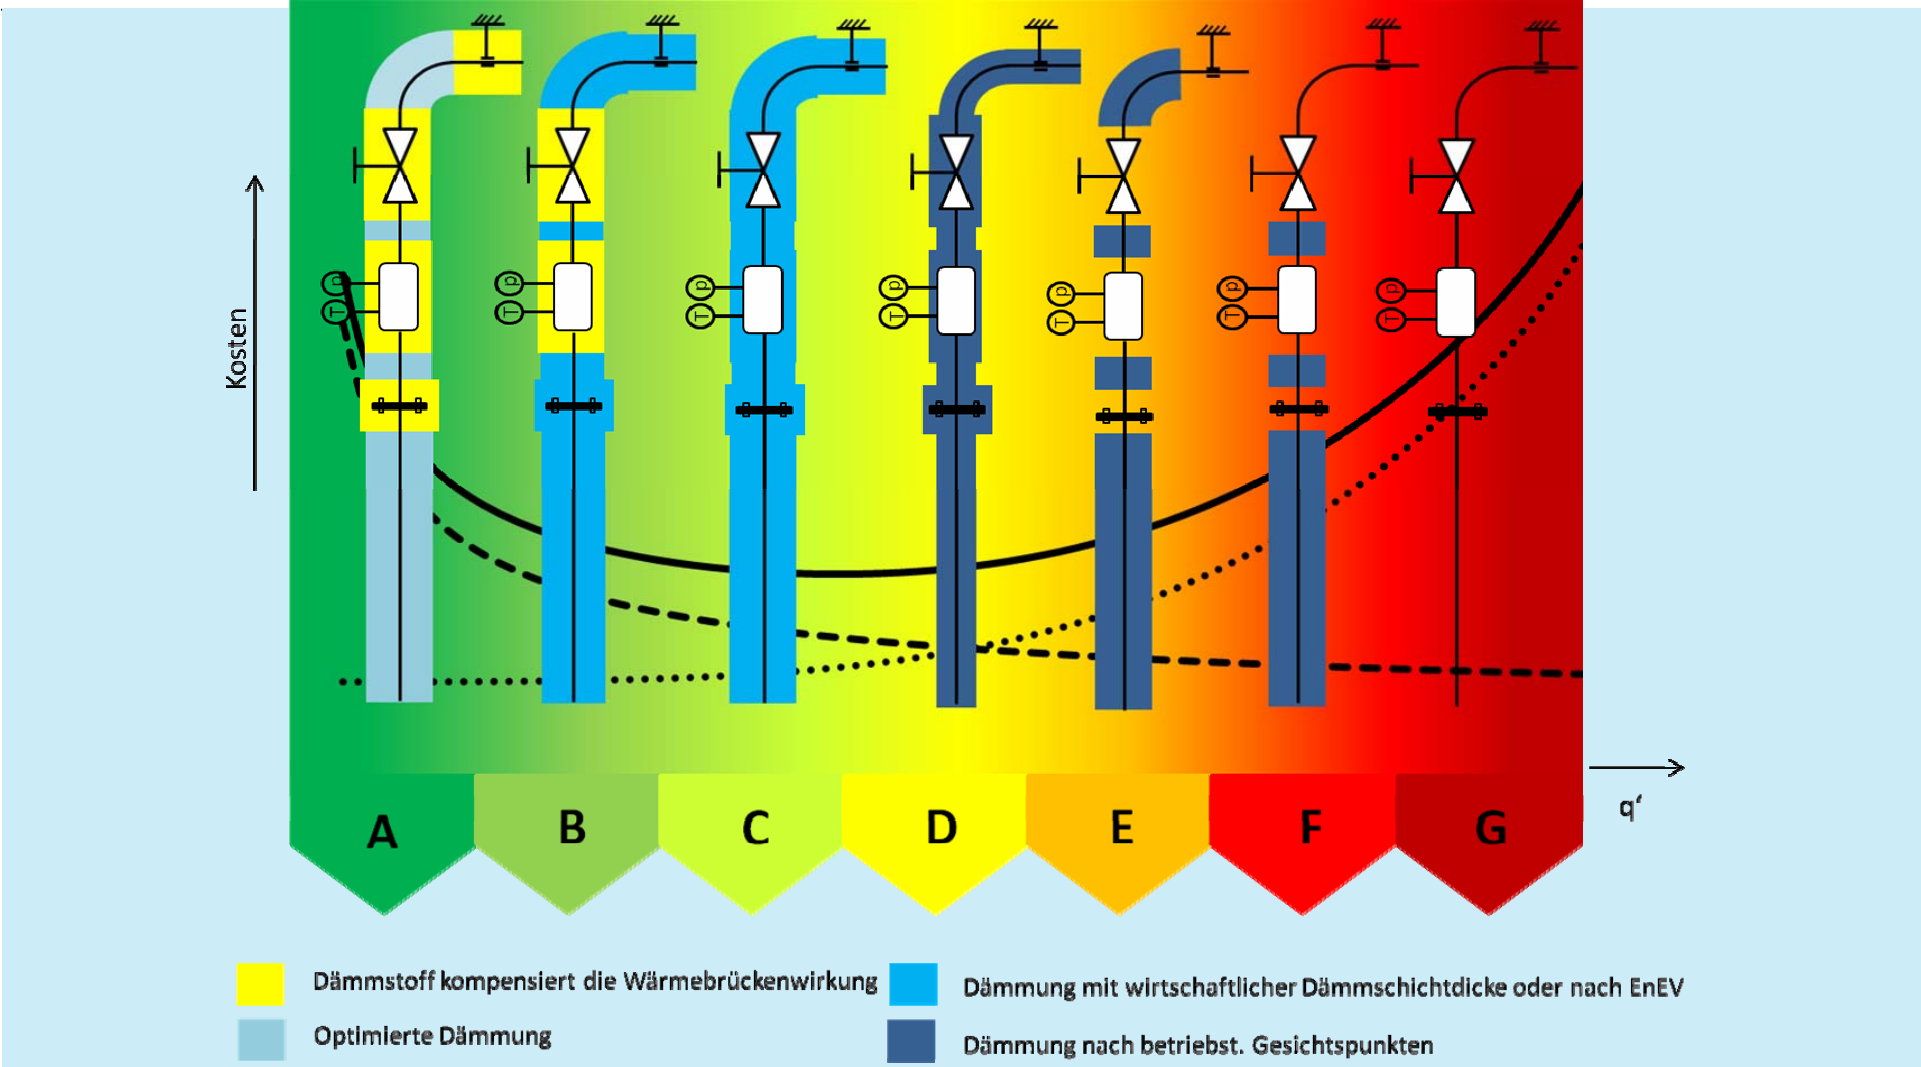 Kosten
p p p p p p p
T T T T T T T
A B C D E F G
q‘
Dämmstoff kompensiert die Wärmebrückenwirkung
Dämmung mit wirtschaftlicher Dämmschichtdicke oder nach EnEV
Optimierte Dämmung
Dämmung nach betriebst. Gesichtspunkten